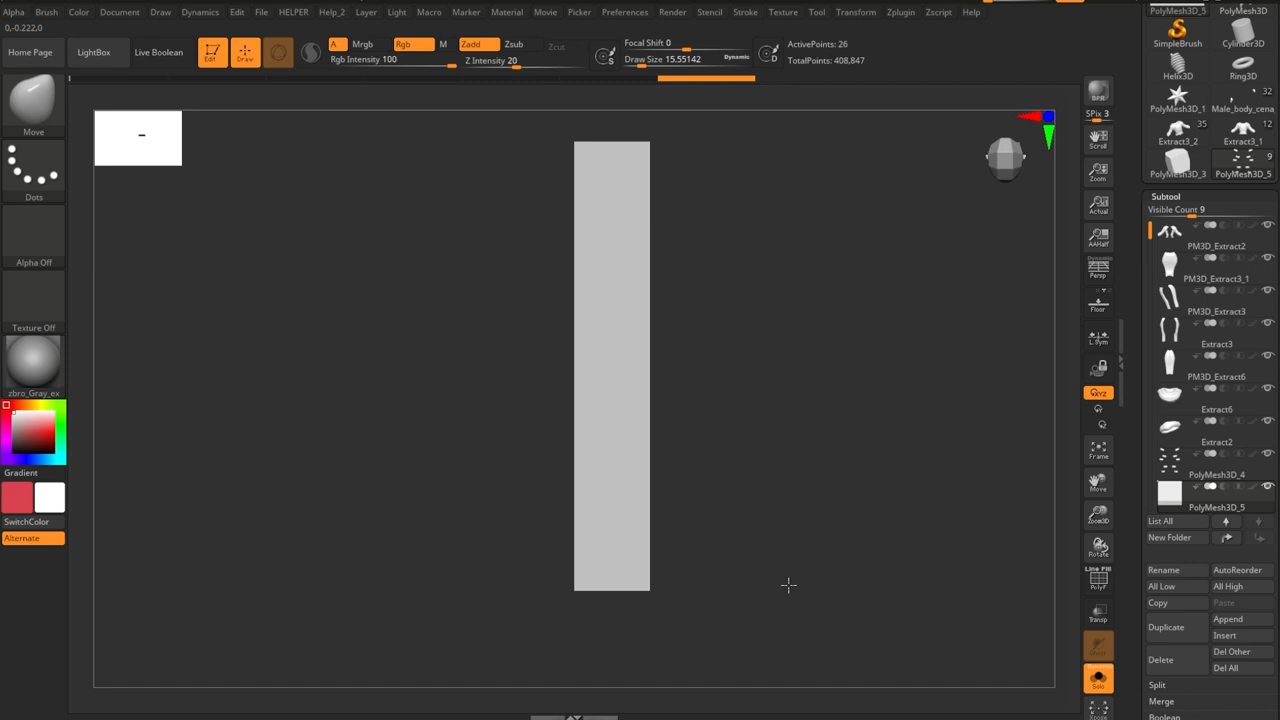 Alpha Brush Color Document Draw Dynamics Edit File HELPER Help_2 Layer Light Macro Marker Material Movie Picker Preferences Render Stencil Stroke Texture Tool Transform Zplugin Zscript Help
0,-0.222,0
Home Page LightBox Live Boolean Edit Draw A Mrgb Rgb M Zadd Zsub Zcut
Rgb Intensity 100 Z Intensity 20
S Focal Shift 0
Draw Size 15.55142 Dynamic D
ActivePoints: 26
TotalPoints: 408,847
Move
Dots
Alpha Off
Texture Off
zbro_Gray_ex
Gradient
SwitchColor
Alternate
BPR
SPix 3
Scroll
Zoom
Actual
AAHalf
Dynamic
Persp
Floor
L.Sym
XYZ
Frame
Move
Zoom3D
Rotate
Line Fill
PolyF
Transp
Ghost
Solo
Xpose
PolyMesh3D_5 PolyMesh3D
SimpleBrush Cylinder3D
Helix3D Ring3D
32
PolyMesh3D_1 Male_body_cena
35 12
Extract3_2 Extract3_1
9
PolyMesh3D_3 PolyMesh3D_5
Subtool
Visible Count 9
PM3D_Extract2
PM3D_Extract3_1
PM3D_Extract3
Extract3
PM3D_Extract6
Extract6
Extract2
PolyMesh3D_4
PolyMesh3D_5
List All
New Folder
Rename AutoReorder
All Low All High
Copy Paste
Duplicate Append
Insert
Delete Del Other
Del All
Split
Merge
Boolean